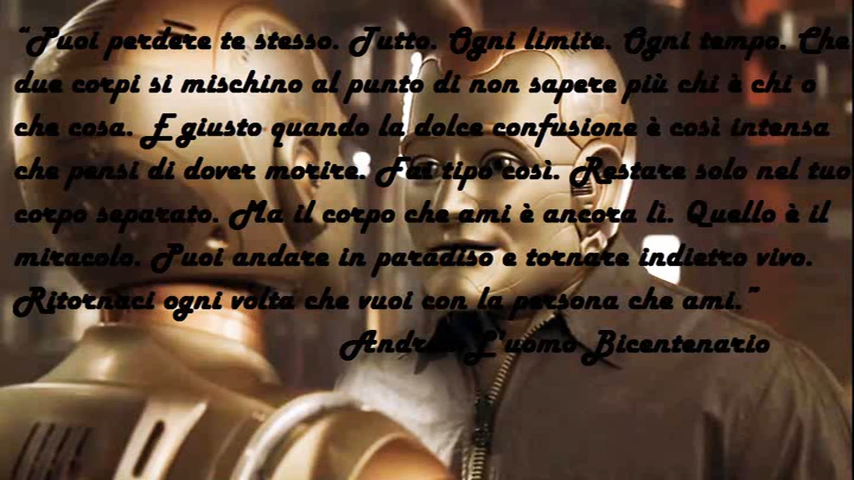 “Puoi perdere te stesso. Tutto. Ogni limite. Ogni tempo. Che
due corpi si mischino al punto di non sapere più chi è chi o
che cosa. E giusto quando la dolce confusione è così intensa
che pensi di dover morire. Fai tipo così. Restare solo nel tuo
corpo separato. Ma il corpo che ami è ancora lì. Quello è il
miracolo. Puoi andare in paradiso e tornare indietro vivo.
Ritornaci ogni volta che vuoi con la persona che ami.”
L'uomo Bicentenario